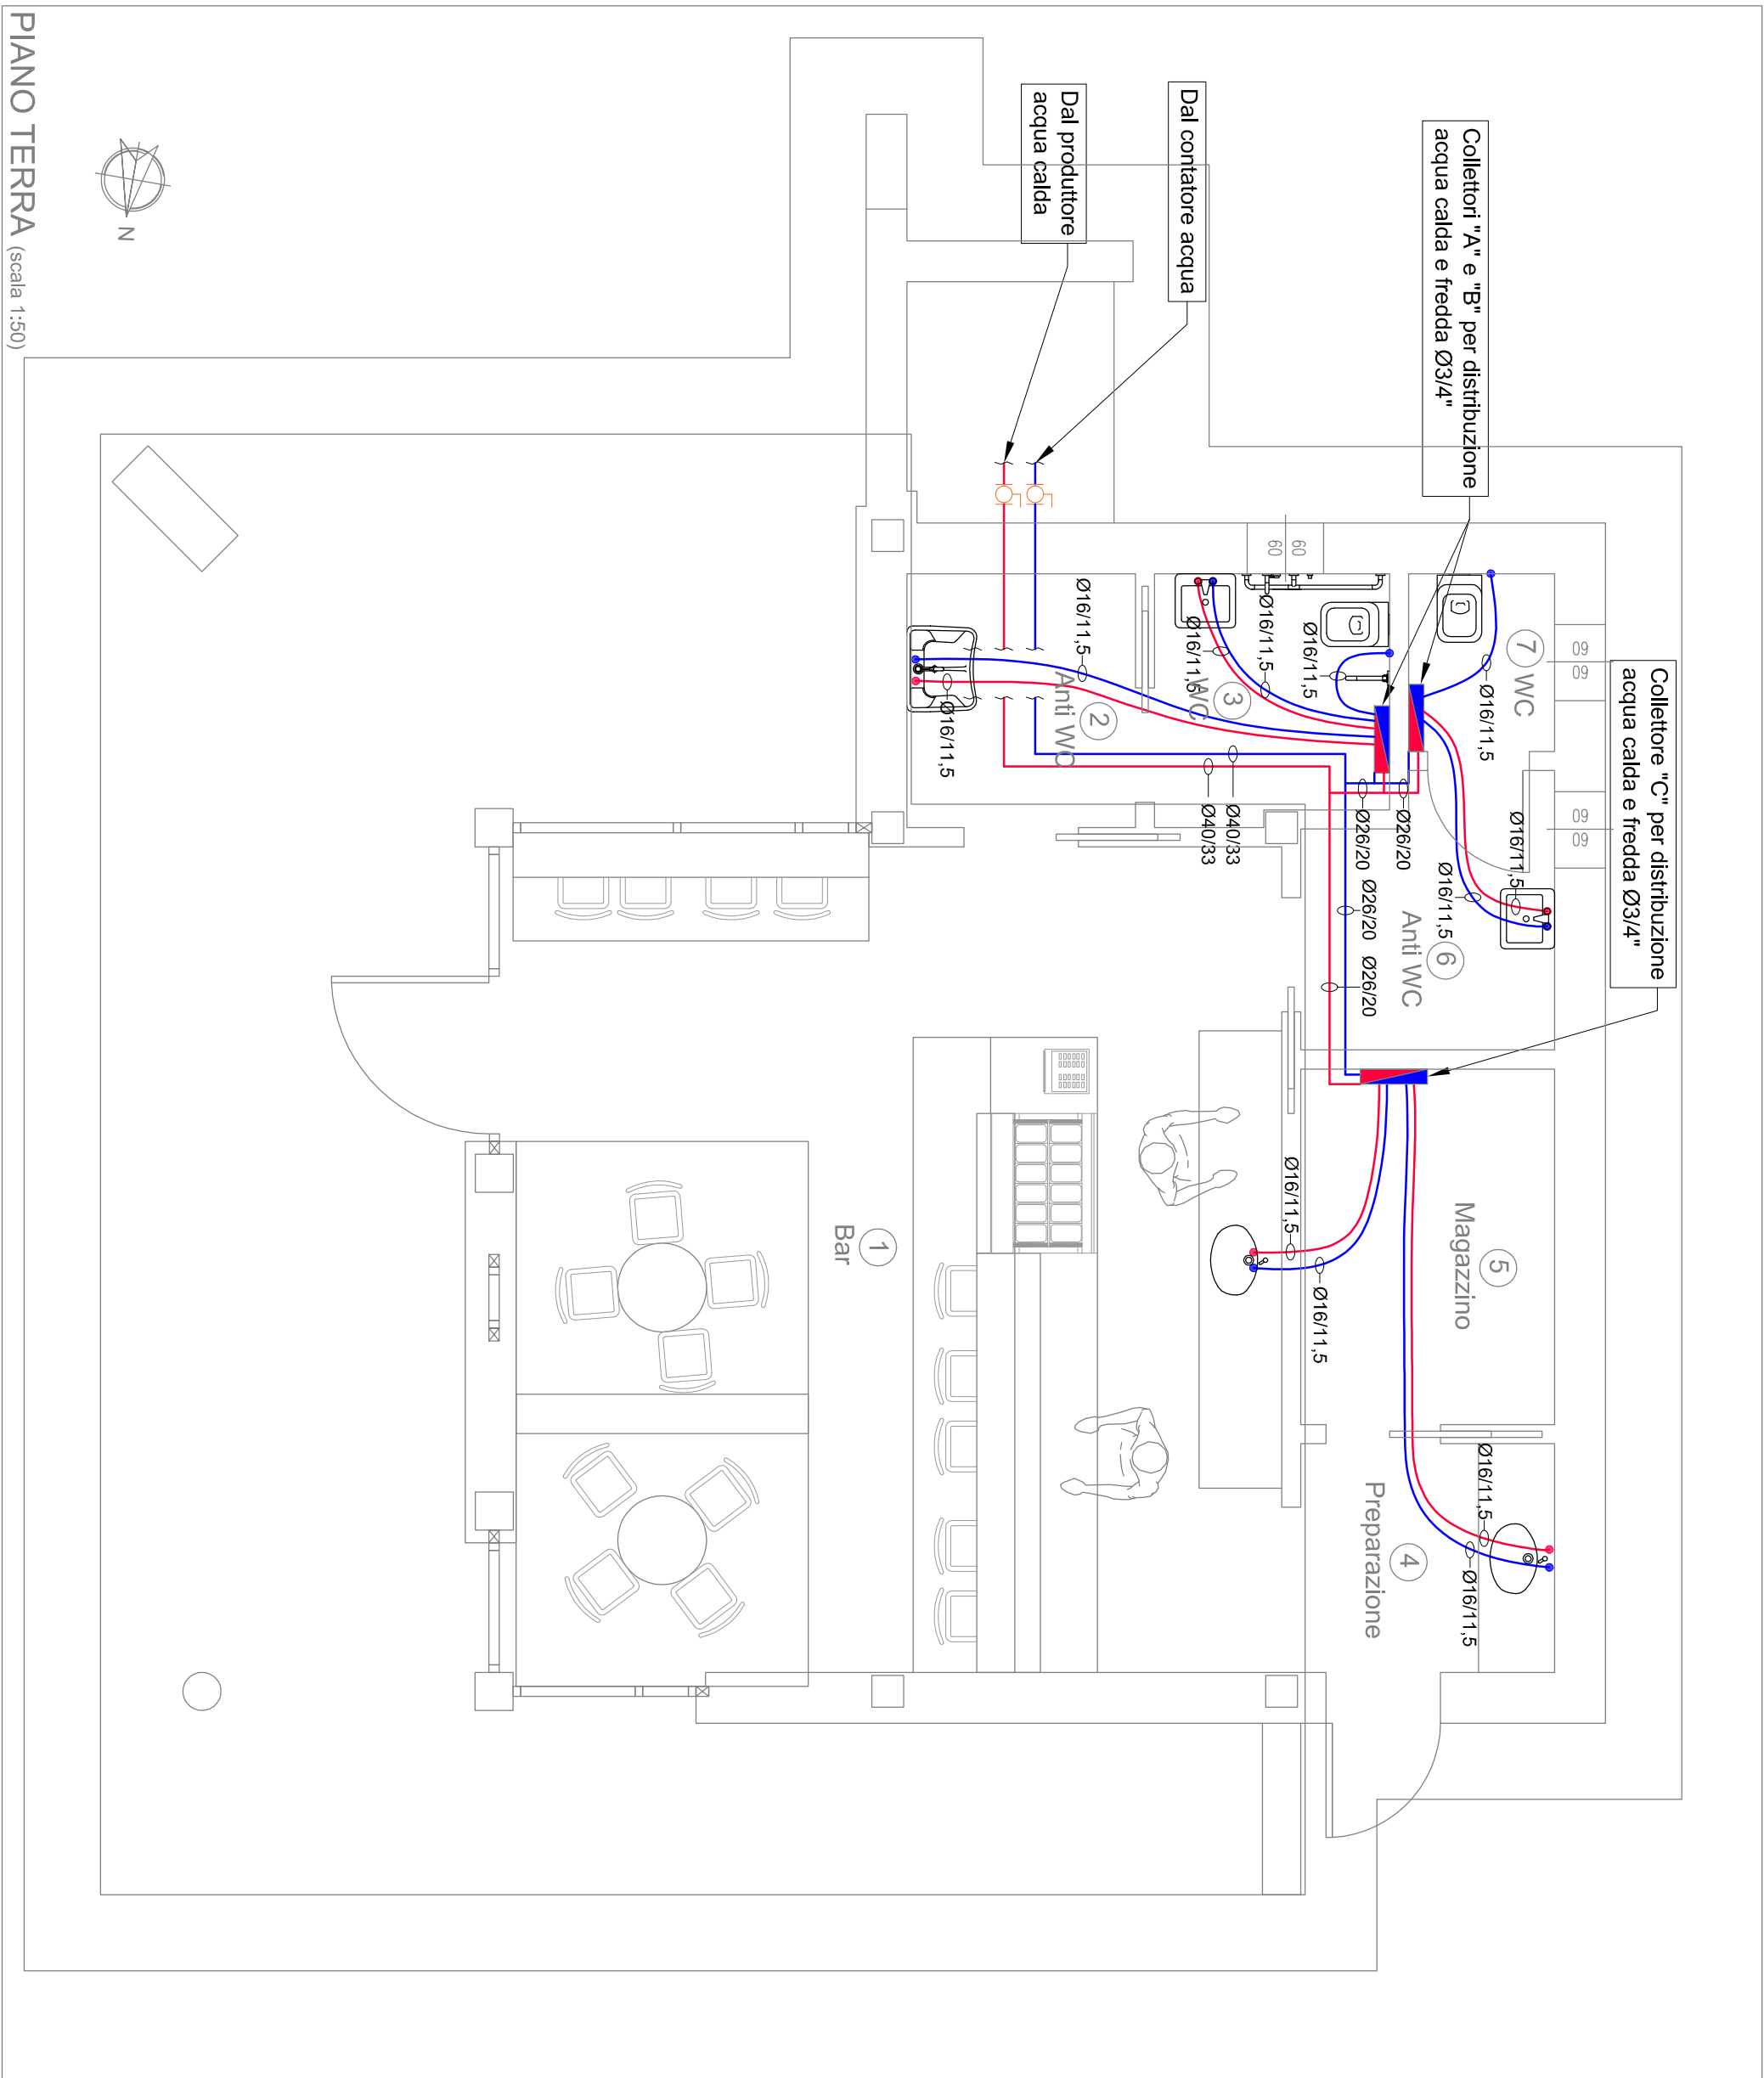 PIANO TERRA (scala 1:50)
N
Collettore "C" per distribuzione
acqua calda e fredda Ø3/4"
Collettori "A" e "B" per distribuzione
acqua calda e fredda Ø3/4"
Dal contatore acqua
Dal produttore
acqua calda
60
60
60
60
60
60
7
WC
Ø16/11,5
Ø16/11,5
Ø16/11,5
6
Anti WC
Ø16/11,5
Ø16/11,5
Ø16/11,5
3
WC
Ø16/11,5
Ø16/11,5
2
Anti WC
Ø26/20
Ø26/20
Ø26/20
Ø26/20
Ø40/33
Ø40/33
5
Magazzino
Ø16/11,5
Ø16/11,5
Ø16/11,5
Ø16/11,5
4
Preparazione
1
Bar